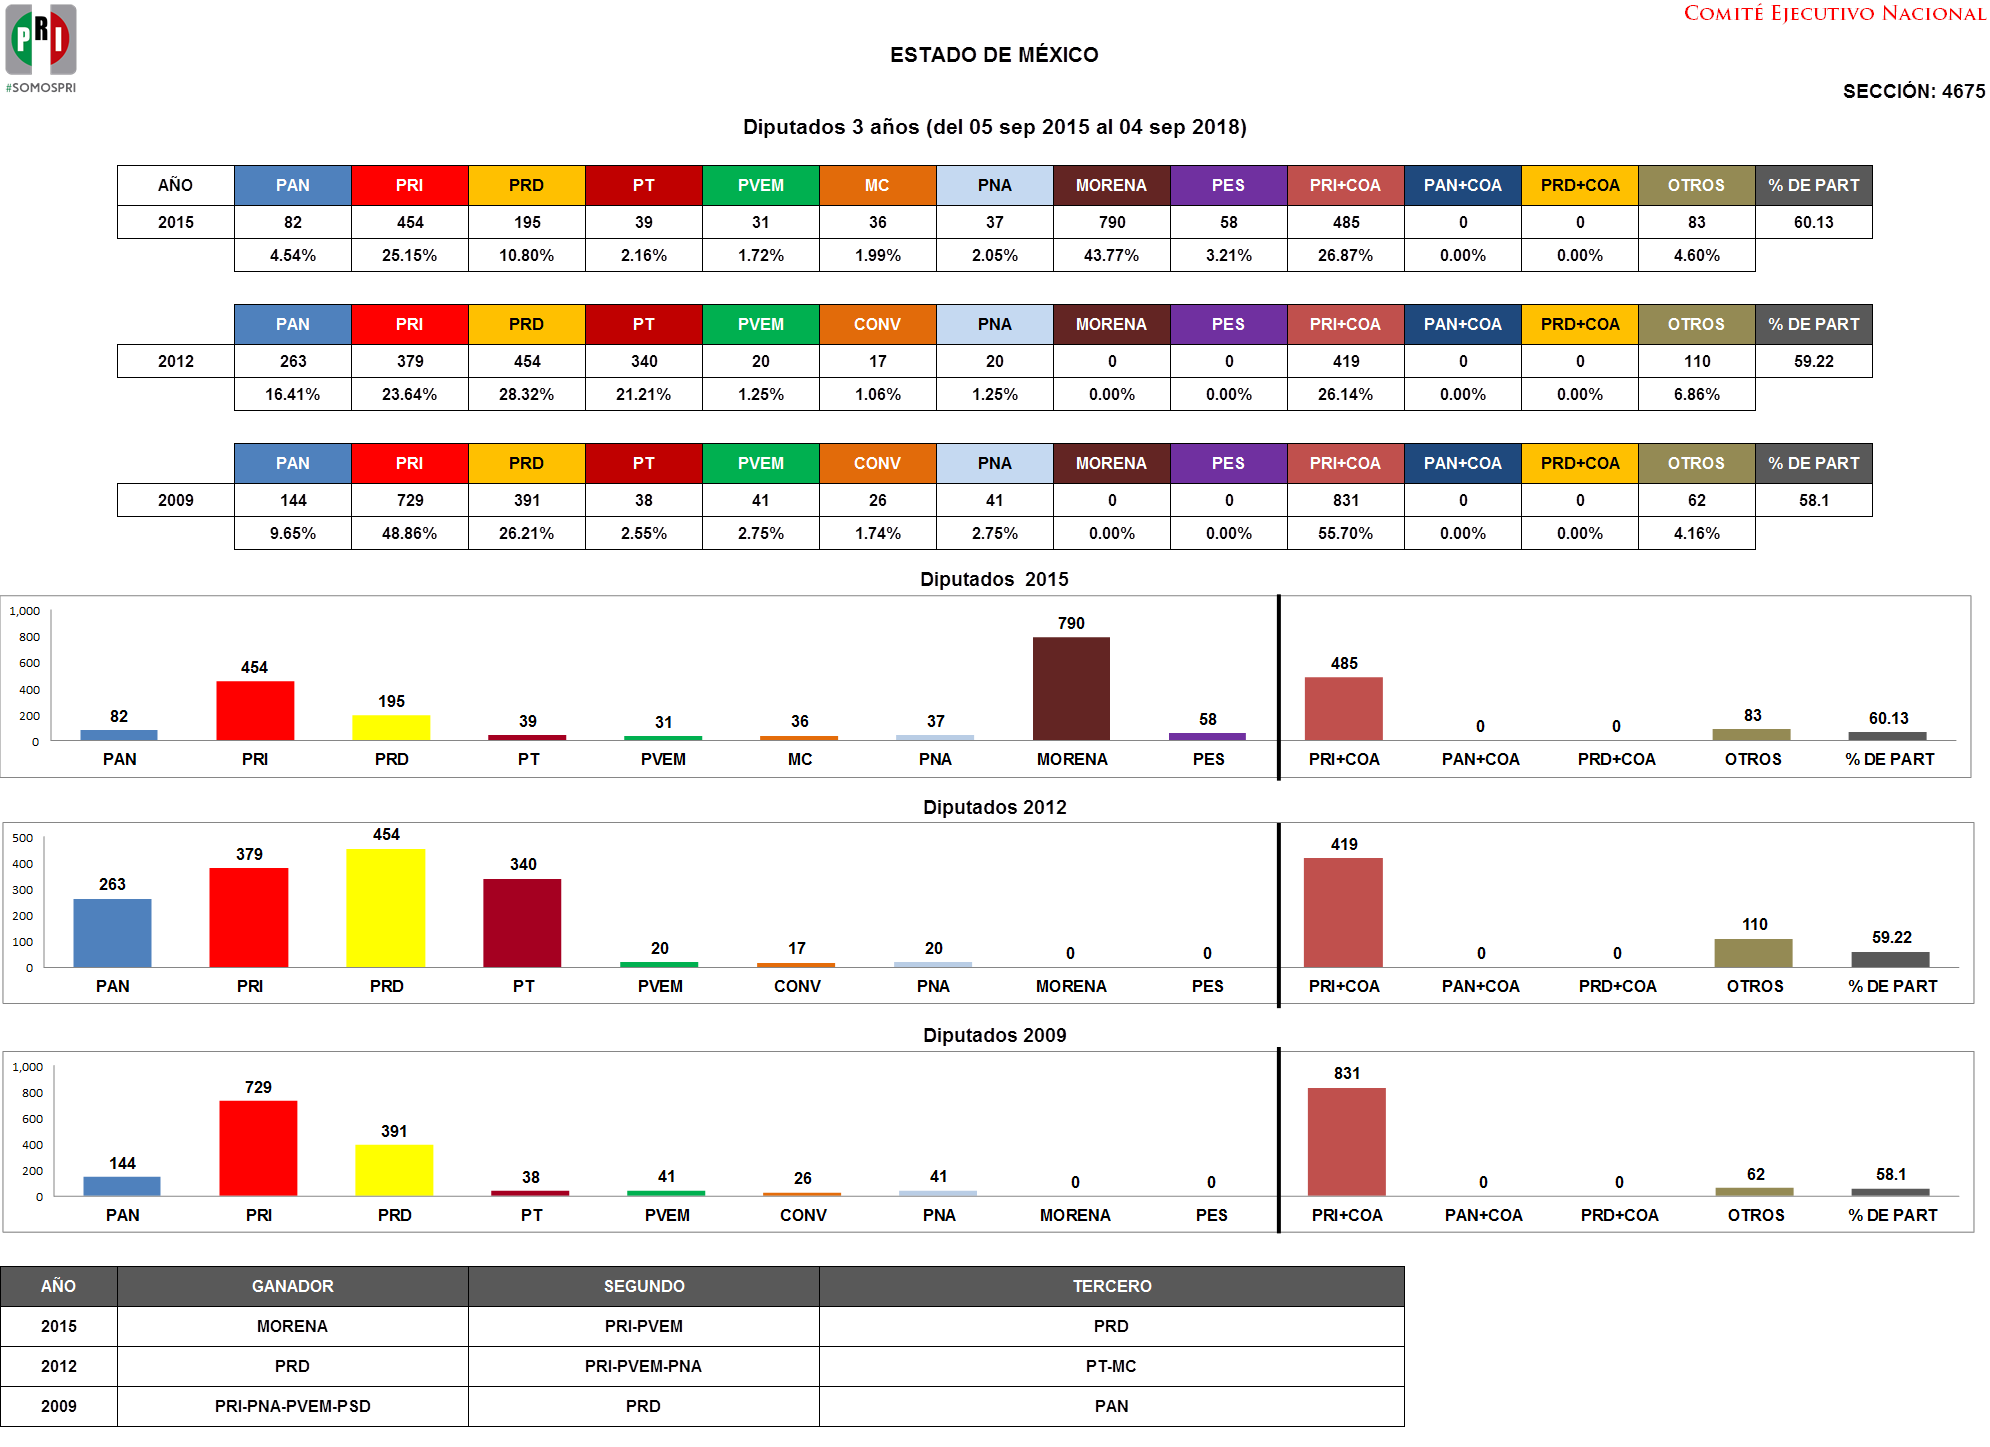 PRI
#SOMOSPRI
COMITÉ EJECUTIVO NACIONAL
ESTADO DE MÉXICO
SECCIÓN: 4675
Diputados 3 años (del 05 sep 2015 al 04 sep 2018)
AÑO PAN PRI PRD PT PVEM MC PNA MORENA PES PRI+COA PAN+COA PRD+COA OTROS % DE PART
2015 82 454 195 39 31 36 37 790 58 485 0 0 83 60.13
4.54% 25.15% 10.80% 2.16% 1.72% 1.99% 2.05% 43.77% 3.21% 26.87% 0.00% 0.00% 4.60%
PAN PRI PRD PT PVEM CONV PNA MORENA PES PRI+COA PAN+COA PRD+COA OTROS % DE PART
2012 263 379 454 340 20 17 20 0 0 419 0 0 110 59.22
16.41% 23.64% 28.32% 21.21% 1.25% 1.06% 1.25% 0.00% 0.00% 26.14% 0.00% 0.00% 6.86%
PAN PRI PRD PT PVEM CONV PNA MORENA PES PRI+COA PAN+COA PRD+COA OTROS % DE PART
2009 144 729 391 38 41 26 41 0 0 831 0 0 62 58.1
9.65% 48.86% 26.21% 2.55% 2.75% 1.74% 2.75% 0.00% 0.00% 55.70% 0.00% 0.00% 4.16%
Diputados 2015
1,000
800
600
400
200
0
82 454 195 39 31 36 37 790 58 485 0 0 83 60.13
PAN PRI PRD PT PVEM MC PNA MORENA PES PRI+COA PAN+COA PRD+COA OTROS % DE PART
Diputados 2012
500
400
300
200
100
0
263 379 454 340 20 17 20 0 0 419 0 0 110 59.22
PAN PRI PRD PT PVEM CONV PNA MORENA PES PRI+COA PAN+COA PRD+COA OTROS % DE PART
Diputados 2009
1,000
800
600
400
200
0
144 729 391 38 41 26 41 0 0 831 0 0 62 58.1
PAN PRI PRD PT PVEM CONV PNA MORENA PES PRI+COA PAN+COA PRD+COA OTROS % DE PART
AÑO GANADOR SEGUNDO TERCERO
2015 MORENA PRI-PVEM PRD
2012 PRD PRI-PVEM-PNA PT-MC
2009 PRI-PNA-PVEM-PSD PRD PAN